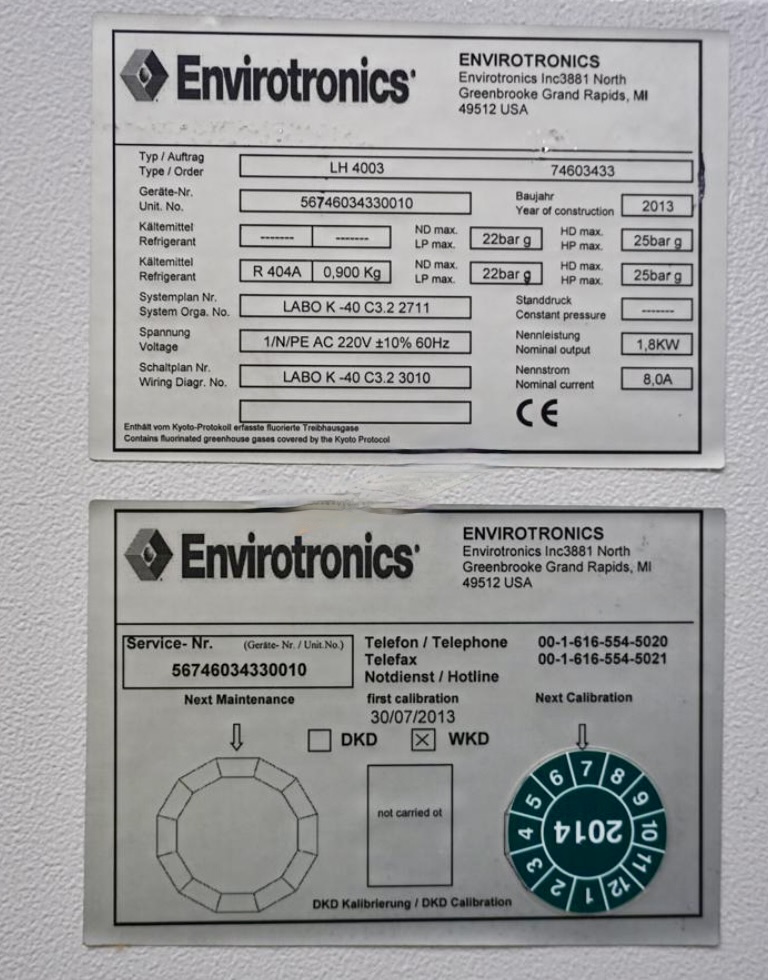 Envirotronics
ENVIROTRONICS
Envirotronics Inc3881 North
Greenbrooke Grand Rapids, MI
49512 USA
Typ / Auftrag
Type / Order
LH 4003 74603433
Geräte-Nr.
Unit. No.
56746034330010
Baujahr
Year of construction
2013
Kältemittel
Refrigerant
------- -------
ND max.
LP max.
22bar g
HD max.
HP max.
25bar g
Kältemittel
Refrigerant
R 404A 0,900 Kg
ND max.
LP max.
22bar g
HD max.
HP max.
25bar g
Systemplan Nr.
System Orga. No.
LABO K -40 C3.2 2711
Standdruck
Constant pressure
-------
Spannung
Voltage
1/N/PE AC 220V ±10% 60Hz
Nennleistung
Nominal output
1,8KW
Schaltplan Nr.
Wiring Diagr. No.
LABO K -40 C3.2 3010
Nennstrom
Nominal current
8,0A
CE
Enthält vom Kyoto-Protokoll erfasste fluorierte Treibhausgase
Contains fluorinated greenhouse gases covered by the Kyoto Protocol
Envirotronics
ENVIROTRONICS
Envirotronics Inc3881 North
Greenbrooke Grand Rapids, MI
49512 USA
Service- Nr. (Geräte- Nr. / Unit.No.)
56746034330010
Telefon / Telephone 00-1-616-554-5020
Telefax 00-1-616-554-5021
Notdienst / Hotline
Next Maintenance
first calibration
30/07/2013
Next Calibration
DKD WKD
not carried ot
7 8 9 10 11 12 1 2 3 4 5 6
2014
DKD Kalibrierung / DKD Calibration